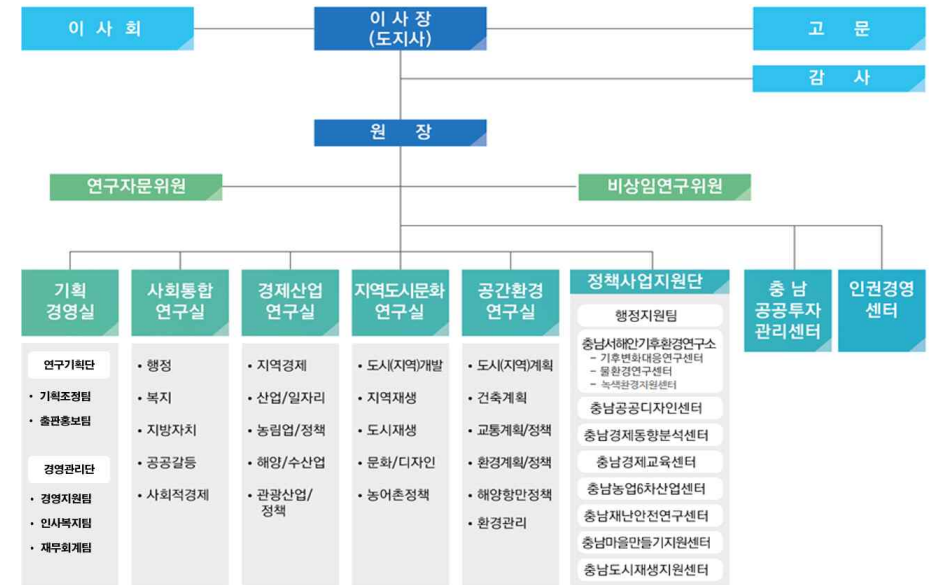 이 사 회
이 사 장
(도지사)
고 문
감 사
원 장
연구자문위원
비상임연구위원
기획
경영실
연구기획단
• 기획조정팀
• 출판홍보팀
경영관리단
• 경영지원팀
• 인사복지팀
• 재무회계팀
사회통합
연구실
• 행정
• 복지
• 지방자치
• 공공갈등
• 사회적경제
경제산업
연구실
• 지역경제
• 산업/일자리
• 농림업/정책
• 해양/수산업
• 관광산업/
정책
지역도시문화
연구실
• 도시(지역)개발
• 지역재생
• 도시재생
• 문화/디자인
• 농어촌정책
공간환경
연구실
• 도시(지역)계획
• 건축계획
• 교통계획/정책
• 환경계획/정책
• 해양항만정책
• 환경관리
정책사업지원단
행정지원팀
충남서해안기후환경연구소
– 기후변화대응연구센터
– 물환경연구센터
– 녹색환경지원센터
충남공공디자인센터
충남경제동향분석센터
충남경제교육센터
충남농업6차산업센터
충남재난안전연구센터
충남마을만들기지원센터
충남도시재생지원센터
충 남
공공투자
관리센터
인권경영
센터